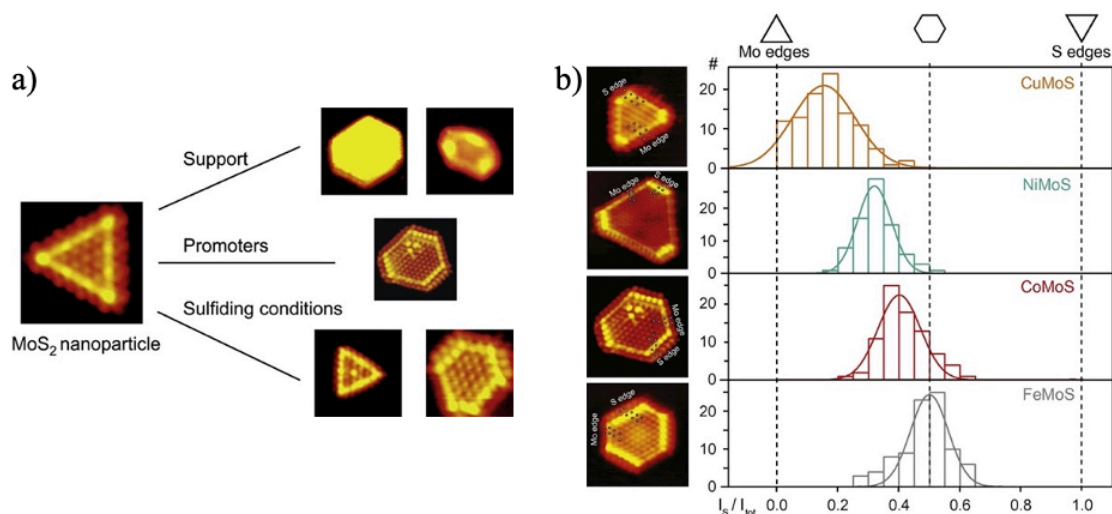 a)
Support
Promoters
Sulfiding conditions
MoS₂ nanoparticle
b)
Mo edges
S edges
#
S edge
Mo edge
20
10
0
CuMoS
Mo edge
S edge
20
10
0
NiMoS
Mo edge
S edge
20
10
0
CoMoS
Mo edge
S edge
20
10
0
FeMoS
lₛ / lₜₒₜ 0.0 0.2 0.4 0.6 0.8 1.0